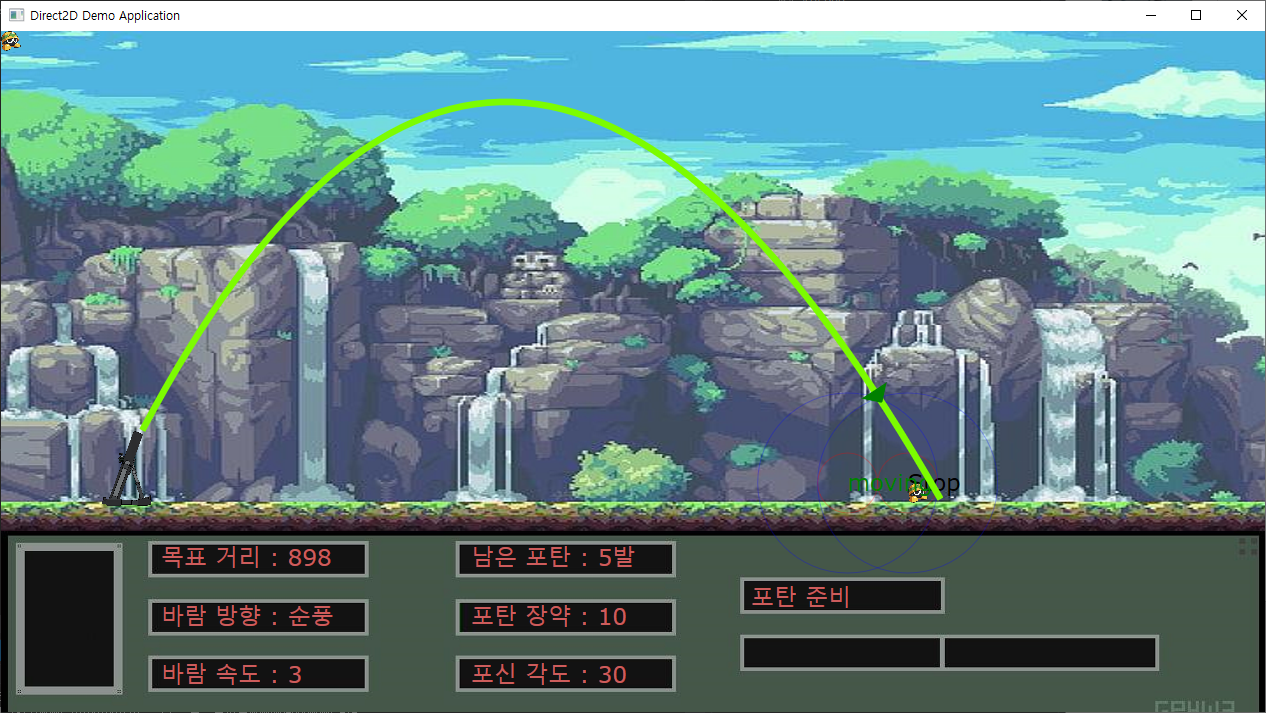 Direct2D Demo Application
목표 거리 : 898
남은 포탄 : 5발
포탄 준비
바람 방향 : 순풍
포탄 장약 : 10
바람 속도 : 3
포신 각도 : 30